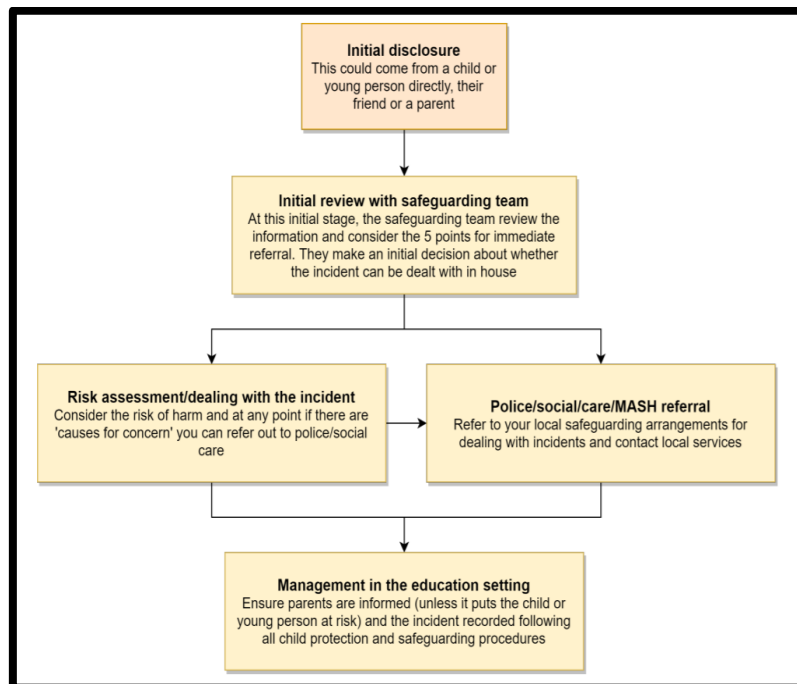 Initial disclosure
This could come from a child or
young person directly, their
friend or a parent
Initial review with safeguarding team
At this initial stage, the safeguarding team review the
information and consider the 5 points for immediate
referral. They make an initial decision about whether
the incident can be dealt with in house
Risk assessment/dealing with the incident
Consider the risk of harm and at any point if there are
'causes for concern' you can refer out to police/social
care
Police/social/care/MASH referral
Refer to your local safeguarding arrangements for
dealing with incidents and contact local services
Management in the education setting
Ensure parents are informed (unless it puts the child or
young person at risk) and the incident recorded following
all child protection and safeguarding procedures